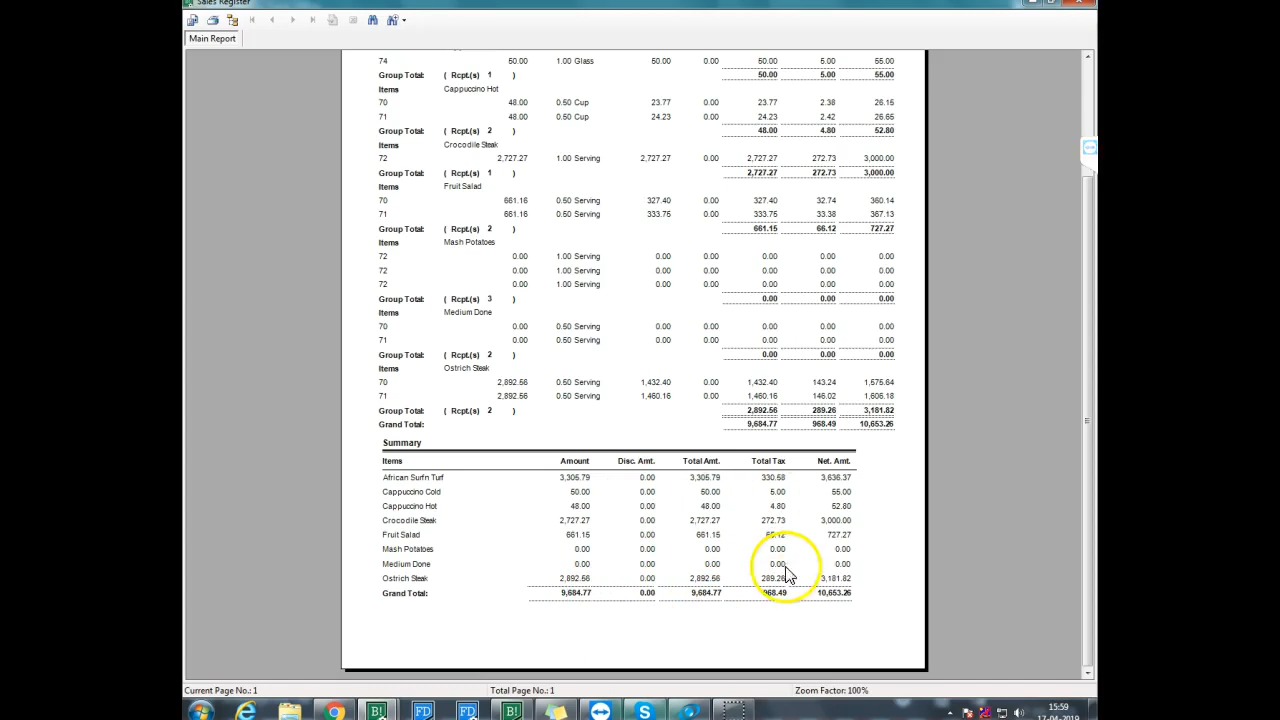 Sales Register
Main Report
74 50.00 1.00 Glass 50.00 0.00 50.00 5.00 55.00
Group Total: ( Rcpt.(s) 1 ) 50.00 5.00 55.00
Items Cappuccino Hot
70 48.00 0.50 Cup 23.77 0.00 23.77 2.38 26.15
71 48.00 0.50 Cup 24.23 0.00 24.23 2.42 26.65
Group Total: ( Rcpt.(s) 2 ) 48.00 4.80 52.80
Items Crocodile Steak
72 2,727.27 1.00 Serving 2,727.27 0.00 2,727.27 272.73 3,000.00
Group Total: ( Rcpt.(s) 1 ) 2,727.27 272.73 3,000.00
Items Fruit Salad
70 661.16 0.50 Serving 327.40 0.00 327.40 32.74 360.14
71 661.16 0.50 Serving 333.75 0.00 333.75 33.38 367.13
Group Total: ( Rcpt.(s) 2 ) 661.15 66.12 727.27
Items Mash Potatoes
72 0.00 1.00 Serving 0.00 0.00 0.00 0.00 0.00
72 0.00 1.00 Serving 0.00 0.00 0.00 0.00 0.00
72 0.00 1.00 Serving 0.00 0.00 0.00 0.00 0.00
Group Total: ( Rcpt.(s) 3 ) 0.00 0.00 0.00
Items Medium Done
70 0.00 0.50 Serving 0.00 0.00 0.00 0.00 0.00
71 0.00 0.50 Serving 0.00 0.00 0.00 0.00 0.00
Group Total: ( Rcpt.(s) 2 ) 0.00 0.00 0.00
Items Ostrich Steak
70 2,892.56 0.50 Serving 1,432.40 0.00 1,432.40 143.24 1,575.64
71 2,892.56 0.50 Serving 1,460.16 0.00 1,460.16 146.02 1,606.18
Group Total: ( Rcpt.(s) 2 ) 2,892.56 289.26 3,181.82
Grand Total: 9,684.77 968.49 10,653.26
Summary
Items Amount Disc. Amt. Total Amt. Total Tax Net. Amt.
African Surfn Turf 3,305.79 0.00 3,305.79 330.58 3,636.37
Cappuccino Cold 50.00 0.00 50.00 5.00 55.00
Cappuccino Hot 48.00 0.00 48.00 4.80 52.80
Crocodile Steak 2,727.27 0.00 2,727.27 272.73 3,000.00
Fruit Salad 661.15 0.00 661.15 66.12 727.27
Mash Potatoes 0.00 0.00 0.00 0.00 0.00
Medium Done 0.00 0.00 0.00 0.00 0.00
Ostrich Steak 2,892.56 0.00 2,892.56 289.26 3,181.82
Grand Total: 9,684.77 0.00 9,684.77 968.49 10,653.26
Current Page No.: 1 Total Page No.: 1 Zoom Factor: 100%
B! FD FD B! S 15:59
17-04-2019